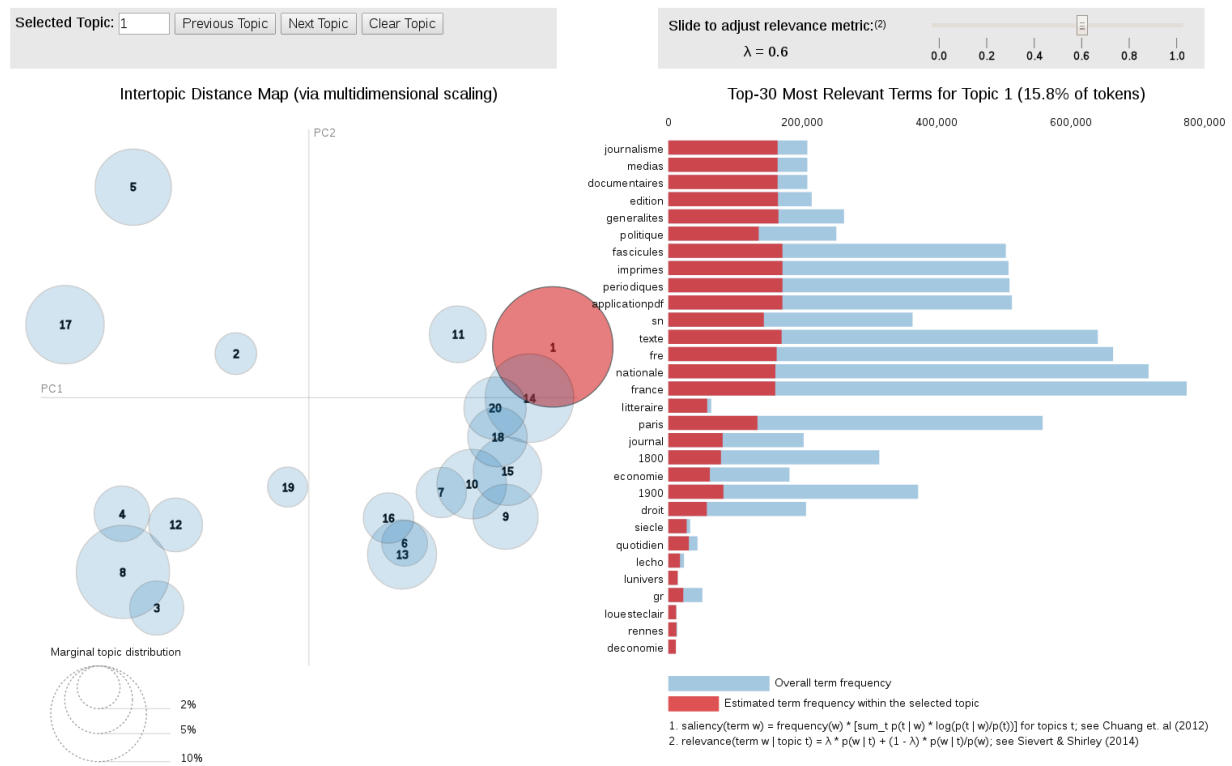 Selected Topic: 1 Previous Topic Next Topic Clear Topic
Slide to adjust relevance metric:(2)
λ = 0.6
0.0 0.2 0.4 0.6 0.8 1.0
Intertopic Distance Map (via multidimensional scaling)
PC2
PC1
5
17
2
11
1
14
20
18
15
10
7
9
19
16
6
13
4
12
8
3
Marginal topic distribution
2%
5%
10%
Top-30 Most Relevant Terms for Topic 1 (15.8% of tokens)
0 200,000 400,000 600,000 800,000
journalisme
medias
documentaires
edition
generalites
politique
fascicules
imprimes
periodiques
applicationpdf
sn
texte
fre
nationale
france
litteraire
paris
journal
1800
economie
1900
droit
siecle
quotidien
lecho
lunivers
gr
louesteclair
rennes
deconomie
Overall term frequency
Estimated term frequency within the selected topic
1. saliency(term w) = frequency(w) * [sum_t p(t | w) * log(p(t | w)/p(t))] for topics t; see Chuang et. al (2012)
2. relevance(term w | topic t) = λ * p(w | t) + (1 - λ) * p(w | t)/p(w); see Sievert & Shirley (2014)